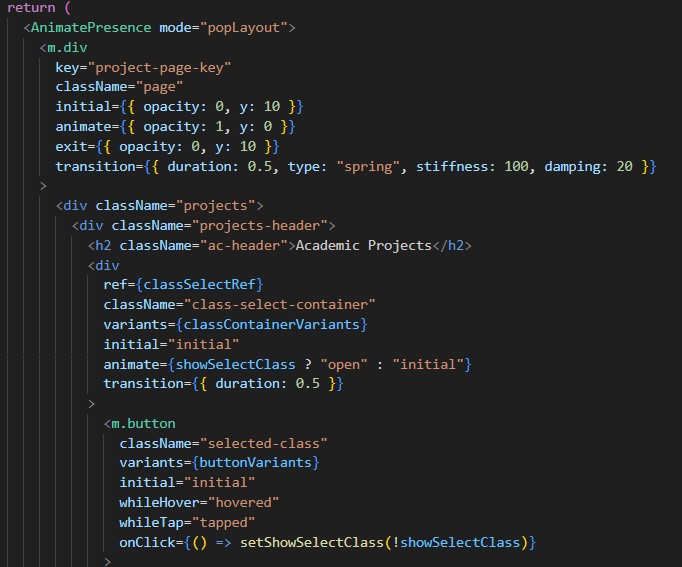 return (
<AnimatePresence mode="popLayout">
<m.div
key="project-page-key"
className="page"
initial={{ opacity: 0, y: 10 }}
animate={{ opacity: 1, y: 0 }}
exit={{ opacity: 0, y: 10 }}
transition={{ duration: 0.5, type: "spring", stiffness: 100, damping: 20 }}
>
<div className="projects">
<div className="projects-header">
<h2 className="ac-header">Academic Projects</h2>
<div
ref={classSelectRef}
className="class-select-container"
variants={classContainerVariants}
initial="initial"
animate={showSelectClass ? "open" : "initial"}
transition={{ duration: 0.5 }}
>
<m.button
className="selected-class"
variants={buttonVariants}
initial="initial"
whileHover="hovered"
whileTap="tapped"
onClick={() => setShowSelectClass(!showSelectClass)}
>